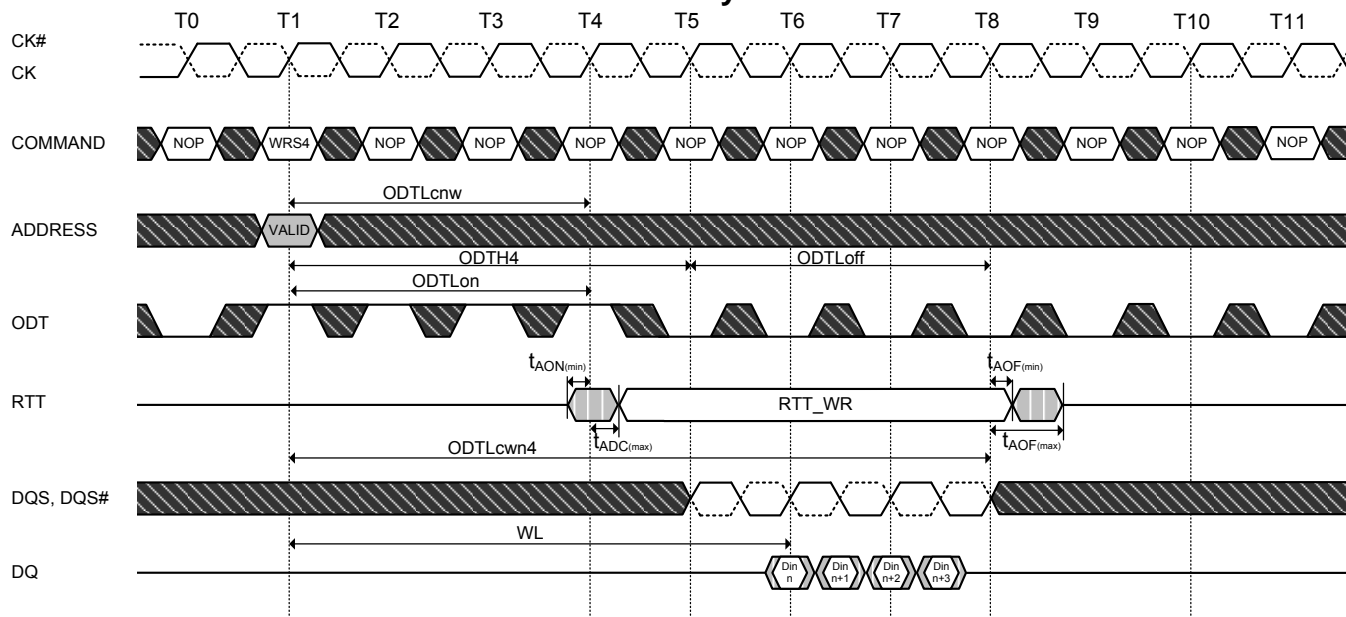 T0 T1 T2 T3 T4 T5 T6 T7 T8 T9 T10 T11
CK#
CK
COMMAND NOP WRS4 NOP NOP NOP NOP NOP NOP NOP NOP NOP NOP
ODTLcnw
ADDRESS VALID
ODTH4 ODTLoff
ODTLon
ODT
tAON(min) tAOF(min)
RTT RTT_WR
tADC(max) tAOF(max)
ODTLcwn4
DQS, DQS#
WL
DQ Din n Din n+1 Din n+2 Din n+3